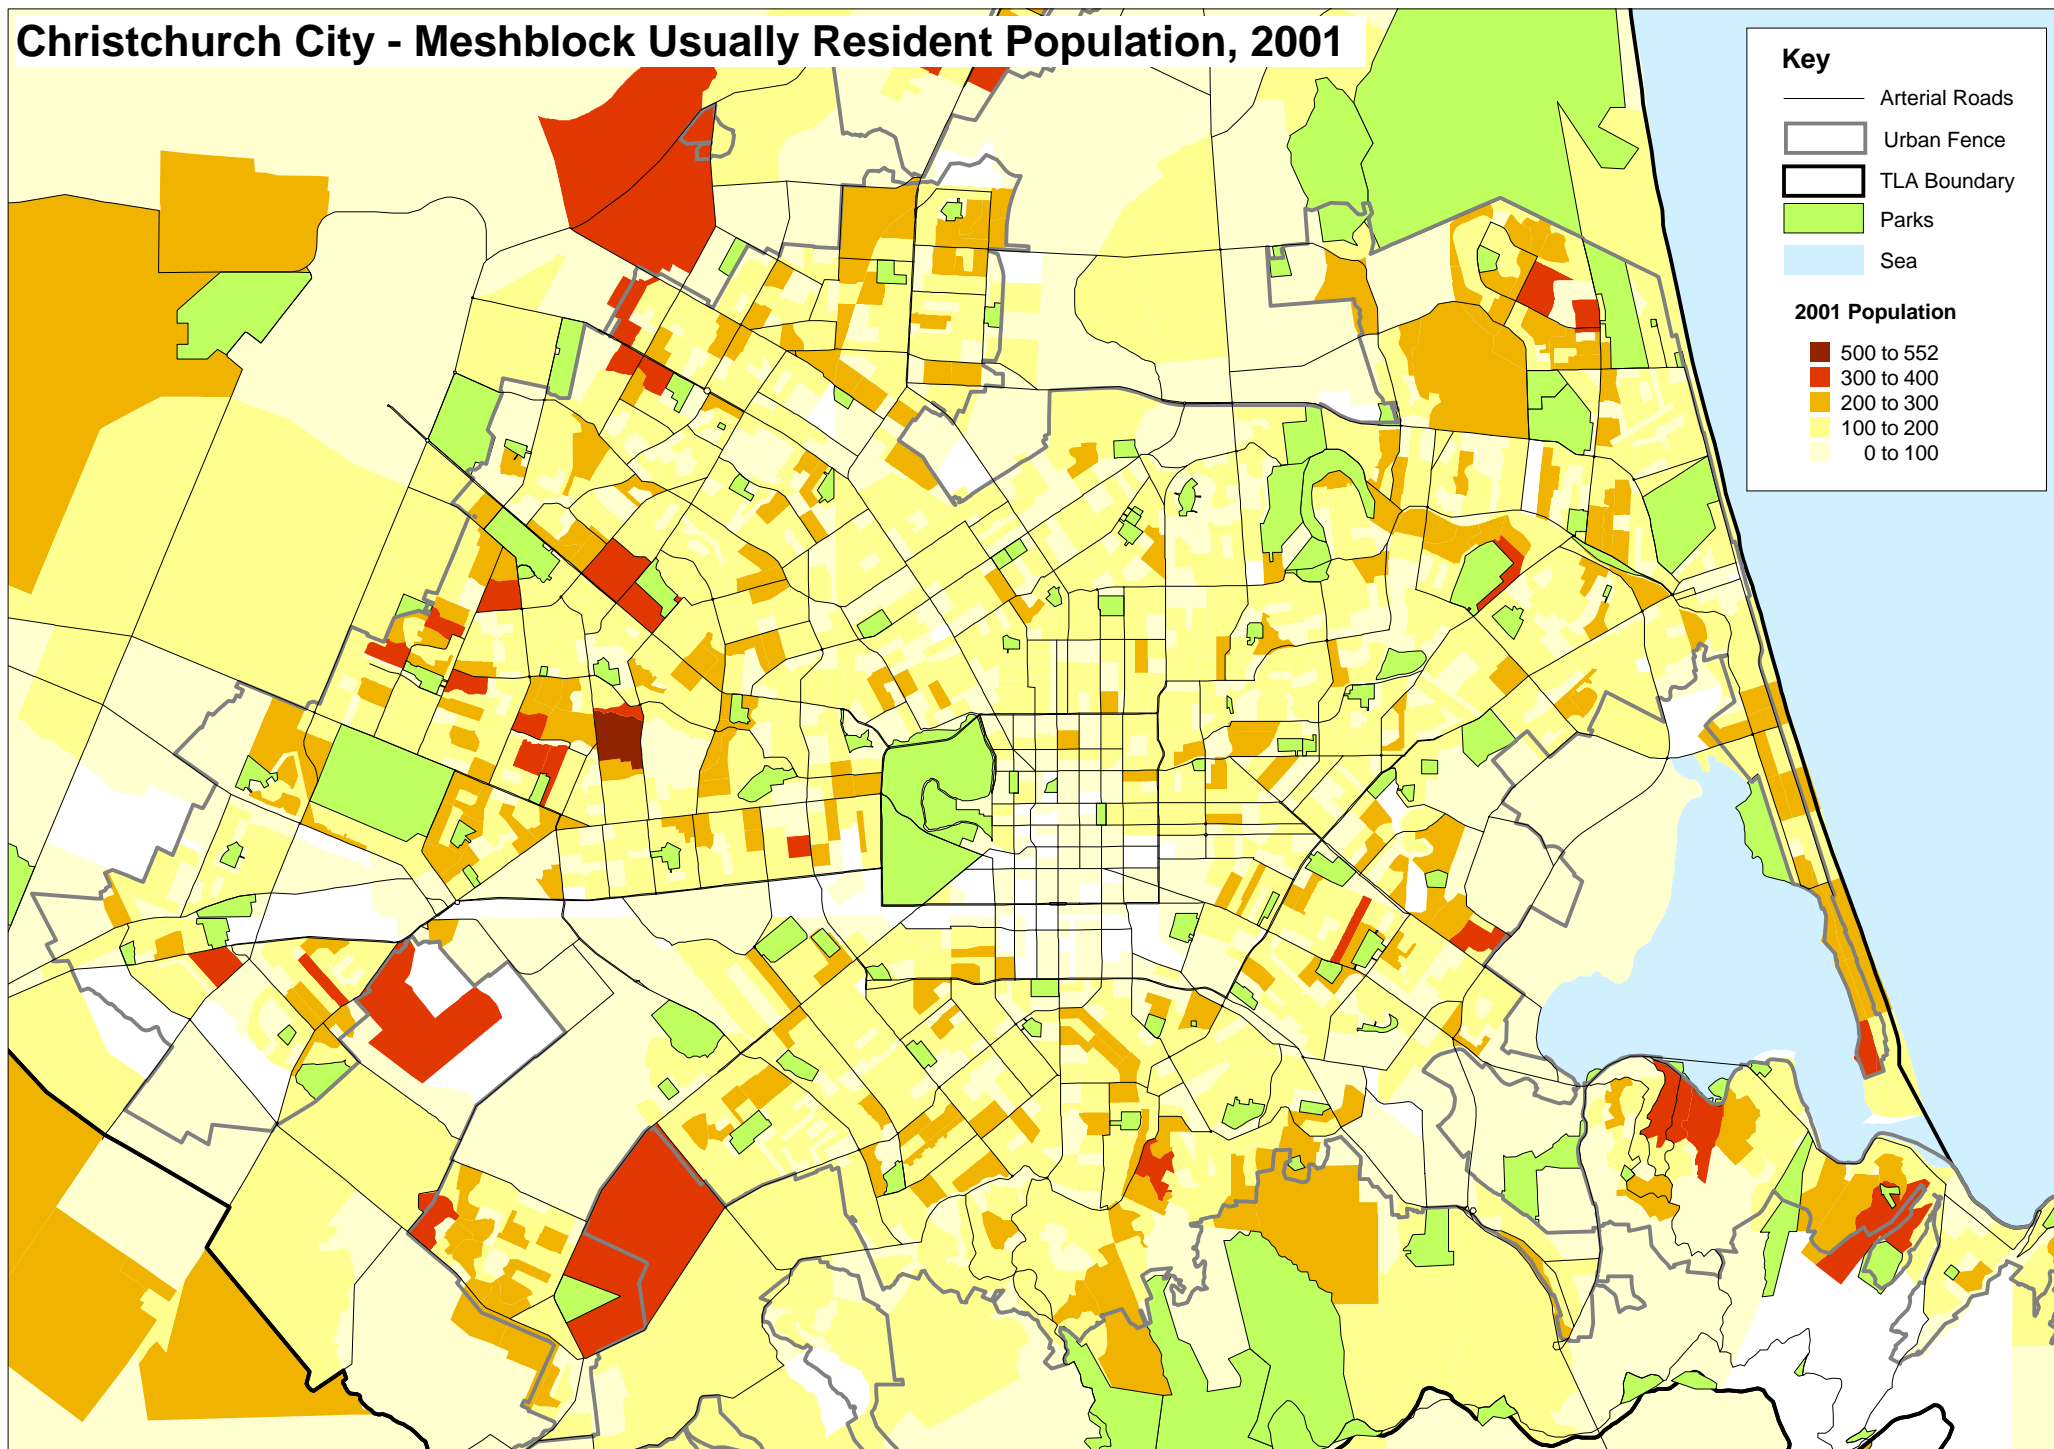 Christchurch City - Meshblock Usually Resident Population, 2001
Key
Arterial Roads
Urban Fence
TLA Boundary
Parks
Sea
2001 Population
500 to 552
300 to 400
200 to 300
100 to 200
0 to 100